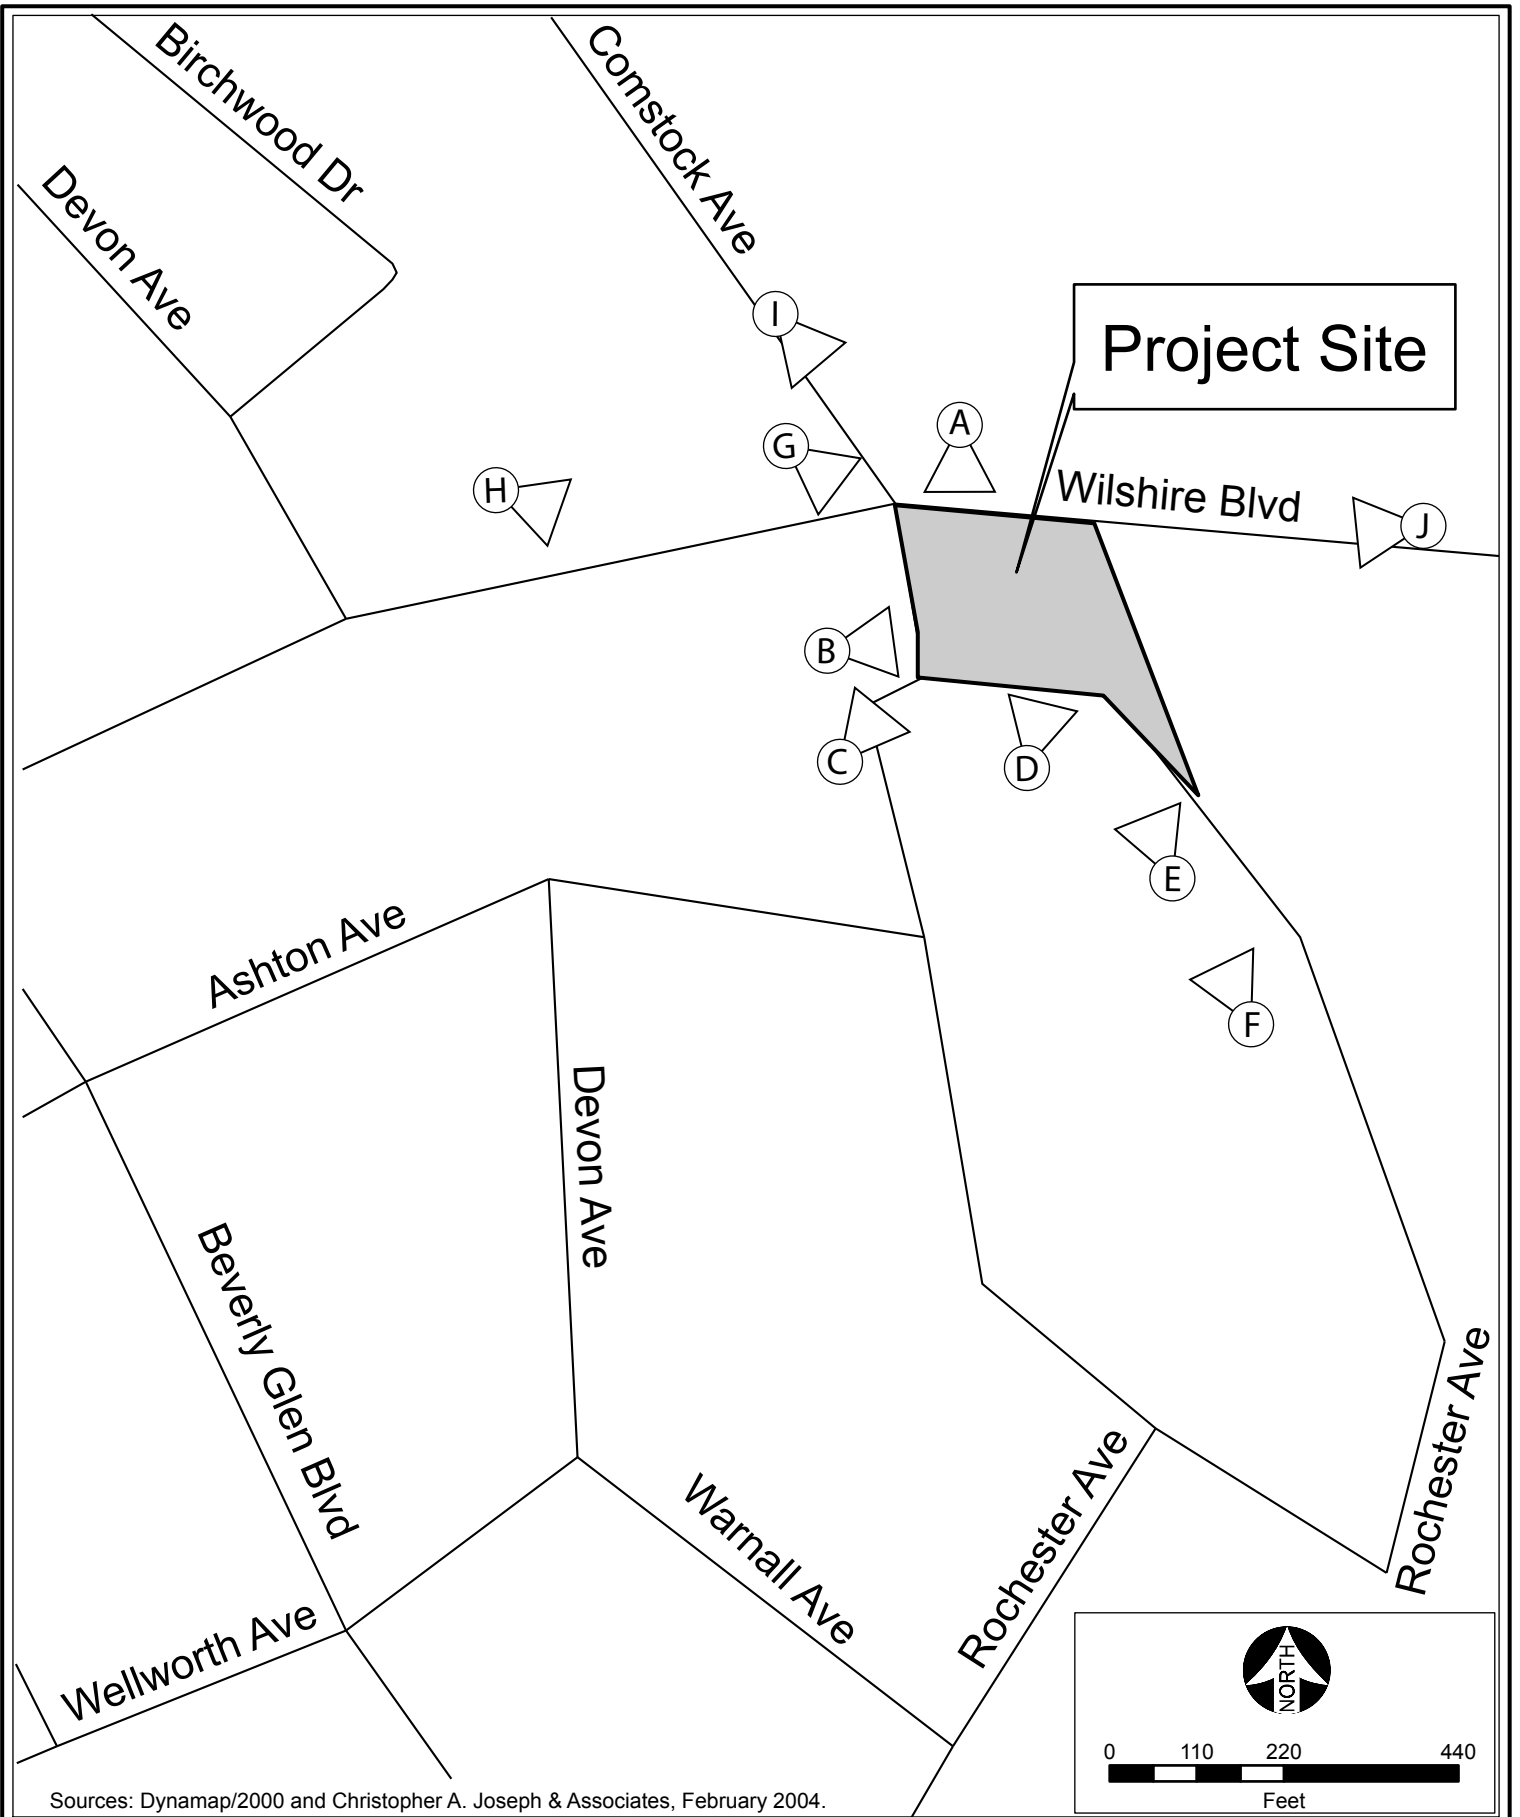 Birchwood Dr
Comstock Ave
Devon Ave
I
Project Site
A
G
H
Wilshire Blvd
J
B
C
D
E
Ashton Ave
F
Devon Ave
Beverly Glen Blvd
Rochester Ave
Rochester Ave
Warnall Ave
Wellworth Ave
NORTH
0 110 220 440
Feet
Sources: Dynamap/2000 and Christopher A. Joseph & Associates, February 2004.